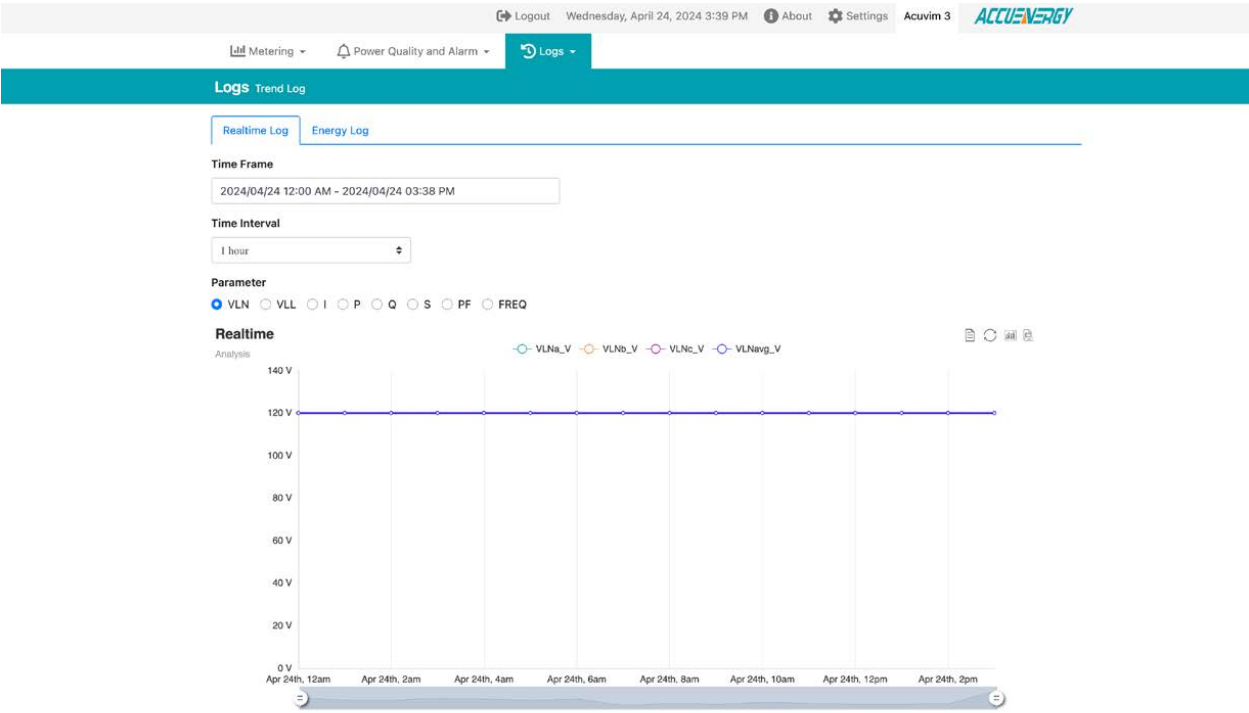 Logout Wednesday, April 24, 2024 3:39 PM About Settings Acuvim 3 ACCUENERGY
Metering Power Quality and Alarm Logs
Logs Trend Log
Realtime Log Energy Log
Time Frame
2024/04/24 12:00 AM - 2024/04/24 03:38 PM
Time Interval
1 hour
Parameter
VLN VLL I P Q S PF FREQ
Realtime
Analysis
VLNa_V VLNb_V VLNc_V VLNavg_V
140 V
120 V
100 V
80 V
60 V
40 V
20 V
0 V
Apr 24th, 12am Apr 24th, 2am Apr 24th, 4am Apr 24th, 6am Apr 24th, 8am Apr 24th, 10am Apr 24th, 12pm Apr 24th, 2pm